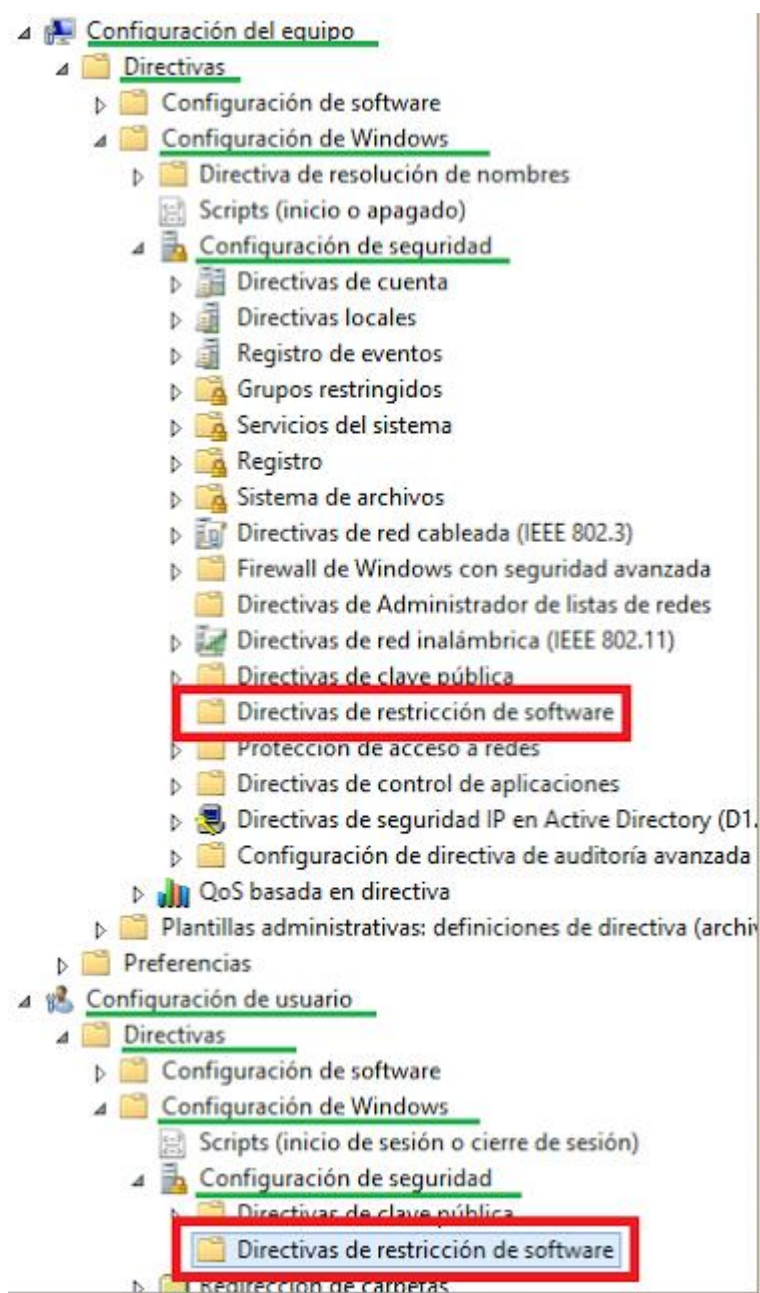 Configuración del equipo
Directivas
Configuración de software
Configuración de Windows
Directiva de resolución de nombres
Scripts (inicio o apagado)
Configuración de seguridad
Directivas de cuenta
Directivas locales
Registro de eventos
Grupos restringidos
Servicios del sistema
Registro
Sistema de archivos
Directivas de red cableada (IEEE 802.3)
Firewall de Windows con seguridad avanzada
Directivas de Administrador de listas de redes
Directivas de red inalámbrica (IEEE 802.11)
Directivas de clave pública
Directivas de restricción de software
Protección de acceso a redes
Directivas de control de aplicaciones
Directivas de seguridad IP en Active Directory (D1.
Configuración de directiva de auditoría avanzada
QoS basada en directiva
Plantillas administrativas: definiciones de directiva (archiv
Preferencias
Configuración de usuario
Directivas
Configuración de software
Configuración de Windows
Scripts (inicio de sesión o cierre de sesión)
Configuración de seguridad
Directivas de clave pública
Directivas de restricción de software
Redirección de carpetas